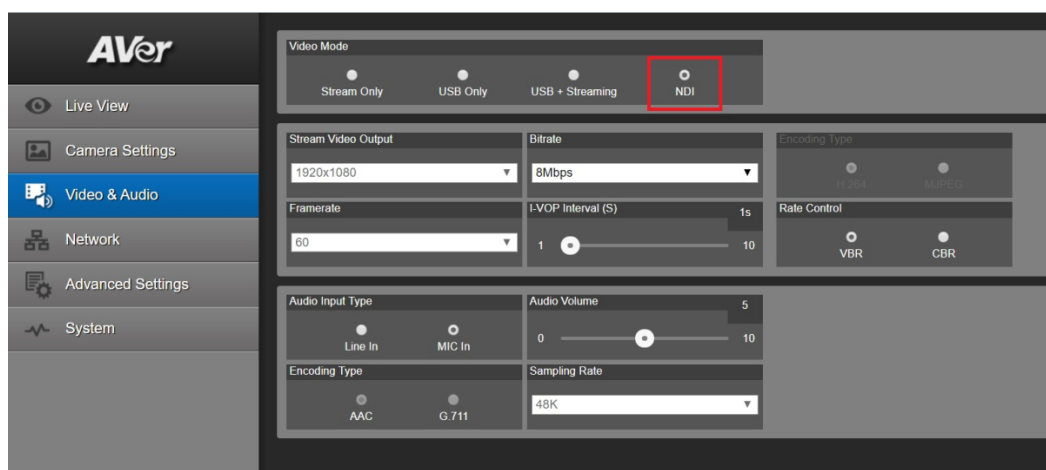 AVer
Live View
Camera Settings
Video & Audio
Network
Advanced Settings
System
Video Mode
Stream Only USB Only USB + Streaming NDI
Stream Video Output Bitrate Encoding Type
1920x1080 8Mbps H.264 MJPEG
Framerate I-VOP Interval (S) 1s Rate Control
60 1 10 VBR CBR
Audio Input Type Audio Volume 5
Line In MIC In 0 10
Encoding Type Sampling Rate
AAC G.711 48K